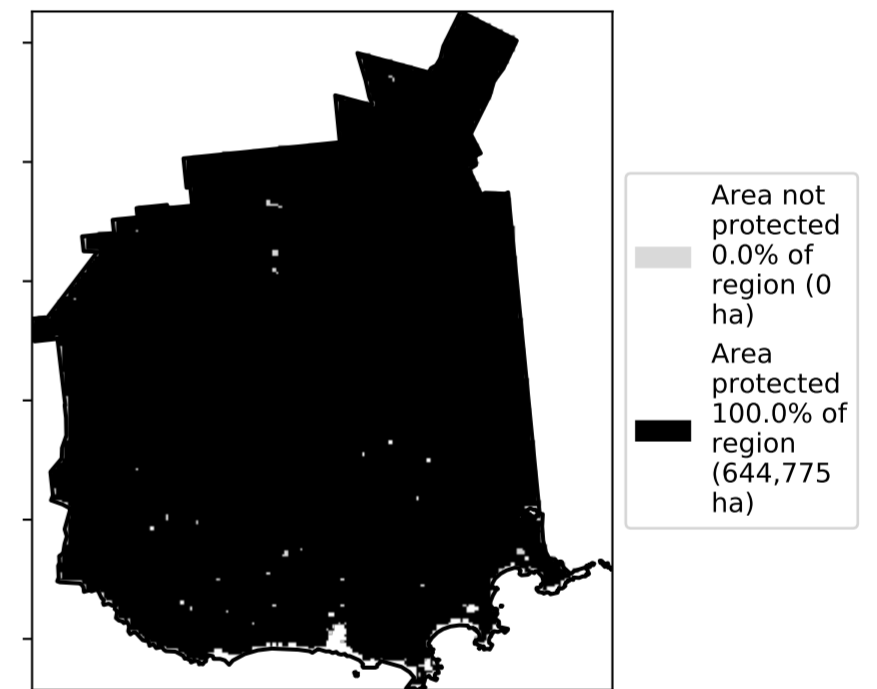 Area not
protected
0.0% of
region (0
ha)
Area
protected
100.0% of
region
(644,775
ha)